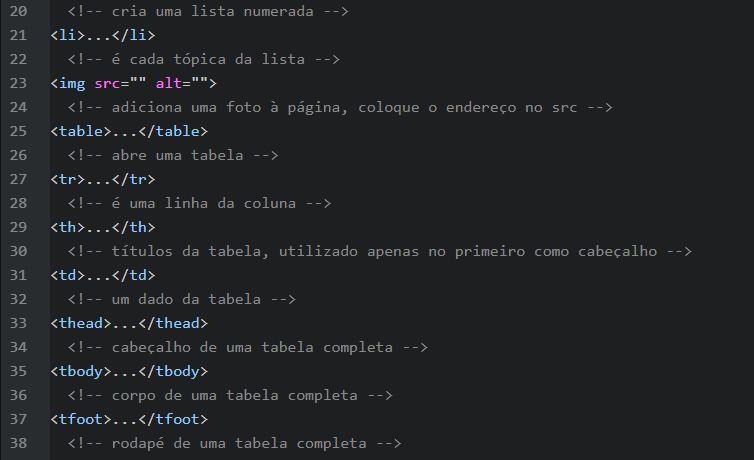 20 <!-- cria uma lista numerada -->
21 <li>...</li>
22 <!-- é cada tópica da lista -->
23 <img src="" alt="">
24 <!-- adiciona uma foto à página, coloque o endereço no src -->
25 <table>...</table>
26 <!-- abre uma tabela -->
27 <tr>...</tr>
28 <!-- é uma linha da coluna -->
29 <th>...</th>
30 <!-- títulos da tabela, utilizado apenas no primeiro como cabeçalho -->
31 <td>...</td>
32 <!-- um dado da tabela -->
33 <thead>...</thead>
34 <!-- cabeçalho de uma tabela completa -->
35 <tbody>...</tbody>
36 <!-- corpo de uma tabela completa -->
37 <tfoot>...</tfoot>
38 <!-- rodapé de uma tabela completa -->